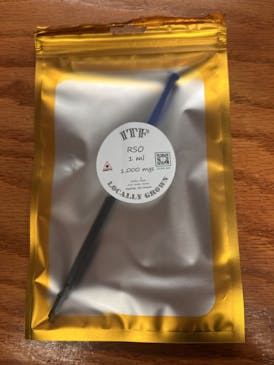 ITF
RSO
1 ml
1,000 mgs
LOCALLY GROWN